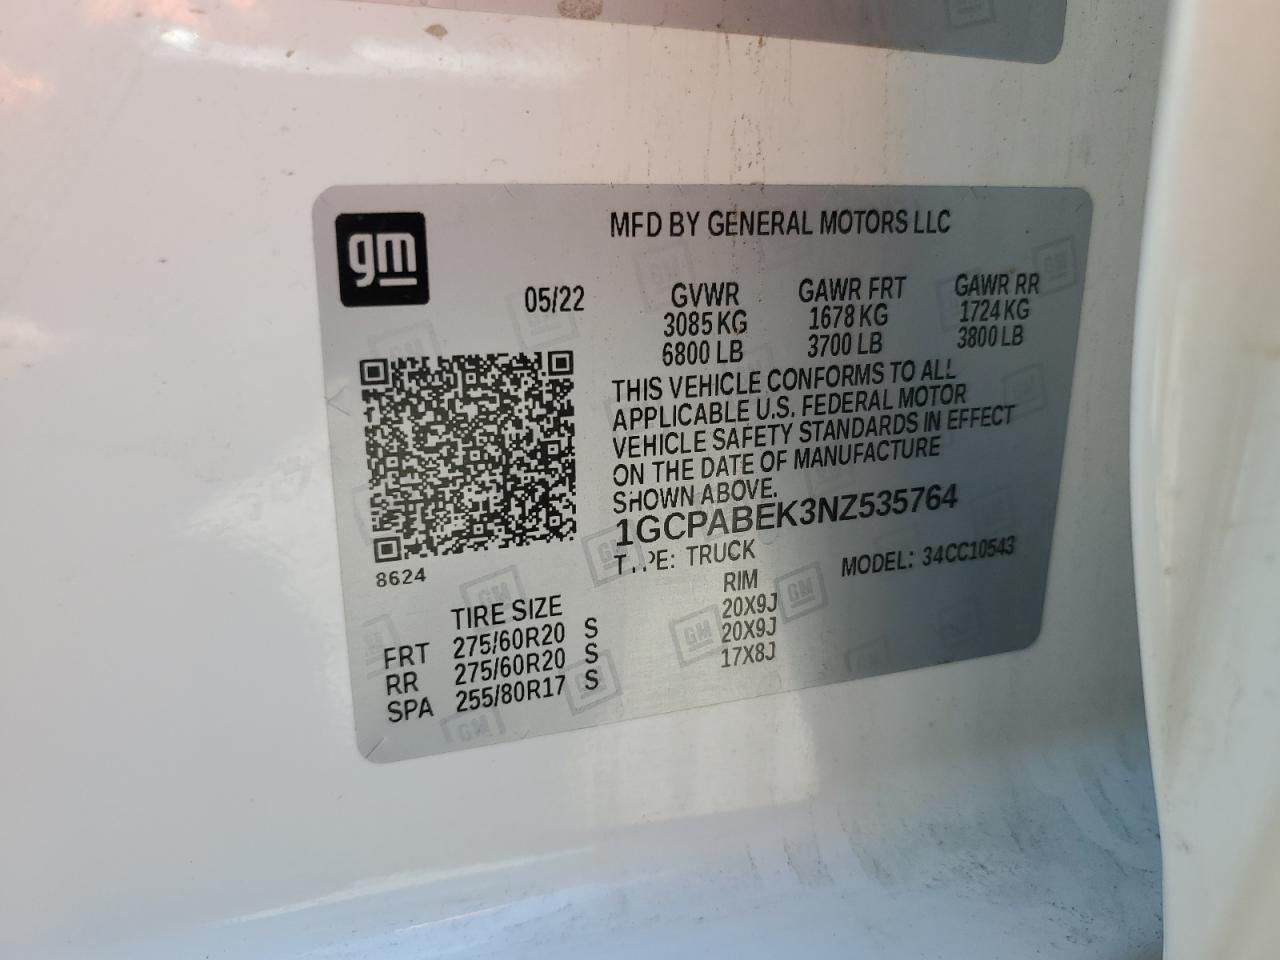 gm
MFD BY GENERAL MOTORS LLC
05/22
GVWR GAWR FRT GAWR RR
3085 KG 1678 KG 1724 KG
6800 LB 3700 LB 3800 LB
THIS VEHICLE CONFORMS TO ALL
APPLICABLE U.S. FEDERAL MOTOR
VEHICLE SAFETY STANDARDS IN EFFECT
ON THE DATE OF MANUFACTURE
SHOWN ABOVE.
1GCPABEK3NZ535764
TYPE: TRUCK MODEL: 34CC10543
8624
TIRE SIZE RIM
FRT 275/60R20 S 20X9J
RR 275/60R20 S 20X9J
SPA 255/80R17 S 17X8J